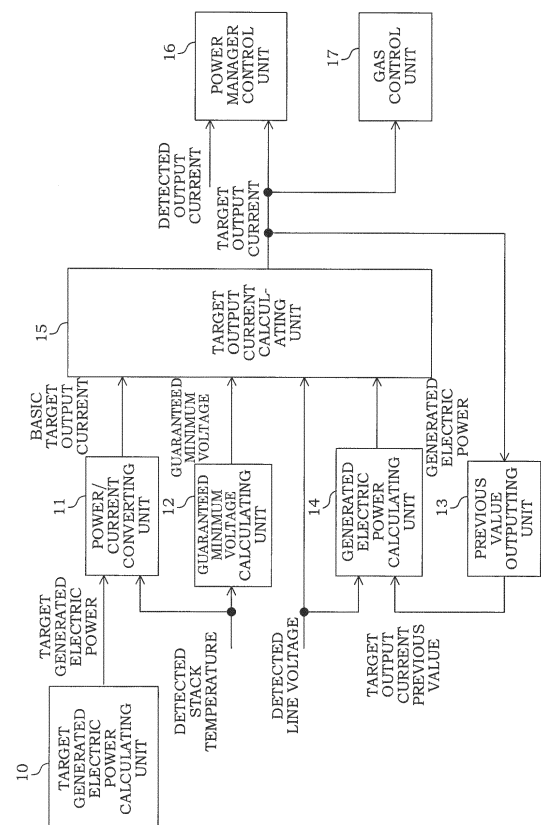 10
TARGET
GENERATED
ELECTRIC
POWER
CALCULATING
UNIT
TARGET
GENERATED
ELECTRIC
POWER
11
POWER/
CURRENT
CONVERTING
UNIT
BASIC
TARGET
OUTPUT
CURRENT
DETECTED
STACK
TEMPERATURE
12
GUARANTEED
MINIMUM
VOLTAGE
CALCULATING
UNIT
GUARANTEED
MINIMUM
VOLTAGE
DETECTED
LINE VOLTAGE
14
GENERATED
ELECTRIC
POWER
CALCULATING
UNIT
GENERATED
ELECTRIC
POWER
TARGET
OUTPUT
CURRENT
PREVIOUS
VALUE
13
PREVIOUS
VALUE
OUTPUTTING
UNIT
15
TARGET
OUTPUT
CURRENT
CALCUL-
ATING
UNIT
DETECTED
OUTPUT
CURRENT
TARGET
OUTPUT
CURRENT
16
POWER
MANAGER
CONTROL
UNIT
17
GAS
CONTROL
UNIT